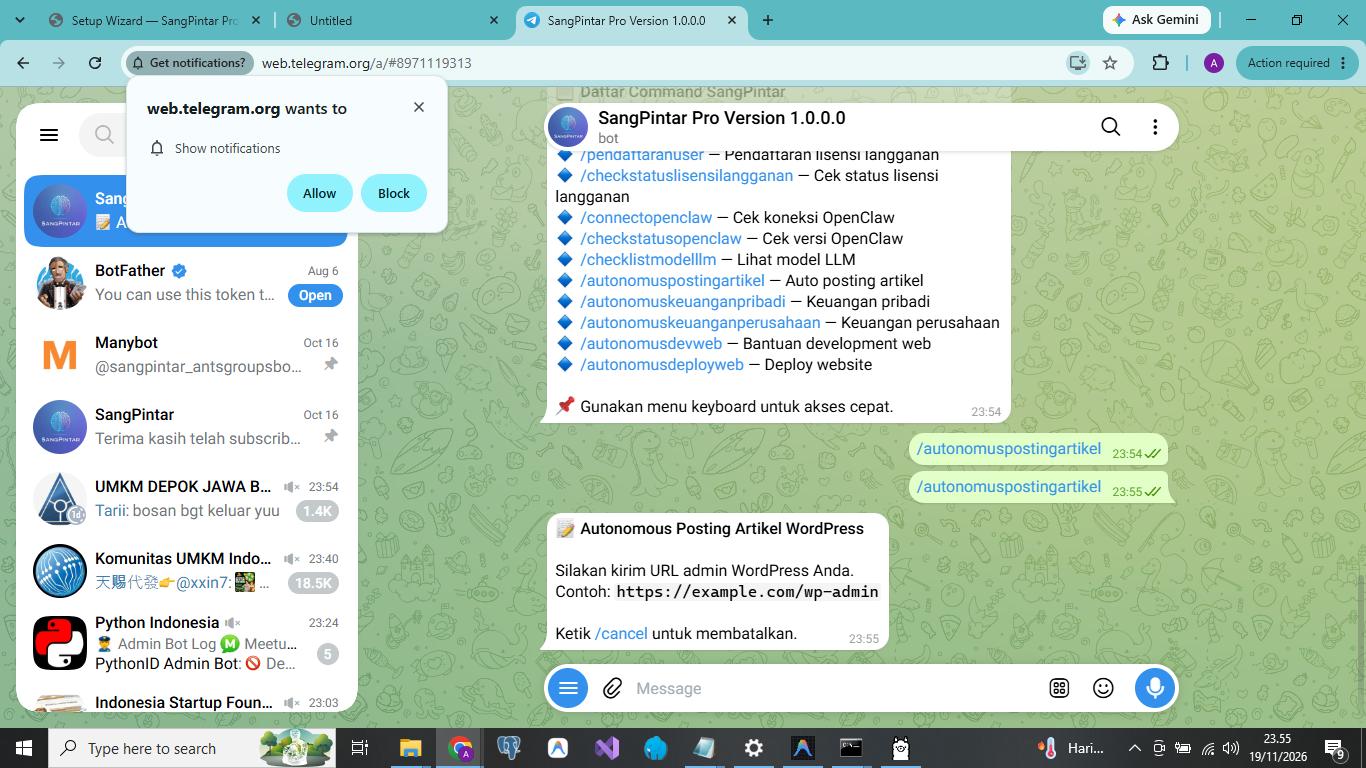 Setup Wizard — SangPintar Pro
Untitled
SangPintar Pro Version 1.0.0.0
Ask Gemini
Get notifications?
web.telegram.org/a/#8971119313
A
Action required
web.telegram.org wants to
Show notifications
Allow
Block
Sang
SANGPINTAR
BotFather
Aug 6
You can use this token t...
Open
Manybot
Oct 16
@sangpintar_antsgroupsbo...
SangPintar
Oct 16
Terima kasih telah subscrib...
SANGPINTAR
UMKM DEPOK JAWA B...
23:54
Tarii: bosan bgt keluar yuu
1.4K
1d
Komunitas UMKM Indo...
23:40
天赐代發👉@xxin7:
18.5K
Python Indonesia
23:24
Admin Bot Log Ⓜ Meetu...
PythonID Admin Bot: 🚫 De...
5
Indonesia Startup Foun...
23:03
Daftar Command SangPintar
SANGPINTAR
SangPintar Pro Version 1.0.0.0
bot
/pendaftaranuser — Pendaftaran lisensi langganan
/checkstatuslisensilangganan — Cek status lisensi
langganan
/connectopenclaw — Cek koneksi OpenClaw
/checkstatusopenclaw — Cek versi OpenClaw
/checklistmodelllm — Lihat model LLM
/autonomuspostingartikel — Auto posting artikel
/autonomuskeuanganpribadi — Keuangan pribadi
/autonomuskeuanganperusahaan — Keuangan perusahaan
/autonomusdevweb — Bantuan development web
/autonomusdeployweb — Deploy website
📌 Gunakan menu keyboard untuk akses cepat.
23:54
/autonomuspostingartikel 23:54
/autonomuspostingartikel 23:55
📝 Autonomous Posting Artikel WordPress
Silakan kirim URL admin WordPress Anda.
Contoh: https://example.com/wp-admin
Ketik /cancel untuk membatalkan.
23:55
Message
Type here to search
Hari...
23.55
19/11/2026
9